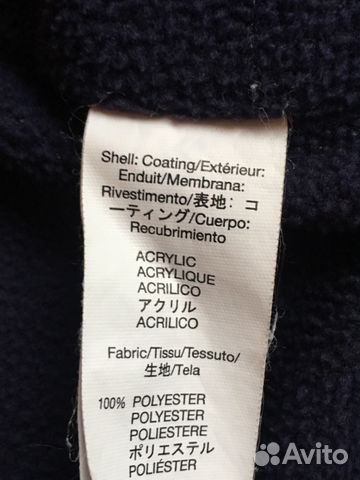 Shell: Coating/Extérieur:
Enduit/Membrana:
Rivestimento/表地: コ
ーティング/Cuerpo:
Recubrimiento
ACRYLIC
ACRYLIQUE
ACRILICO
アクリル
ACRILICO
Fabric/Tissu/Tessuto/
生地/Tela
100% POLYESTER
POLYESTER
POLIESTERE
ポリエステル
POLIÉSTER
Avito